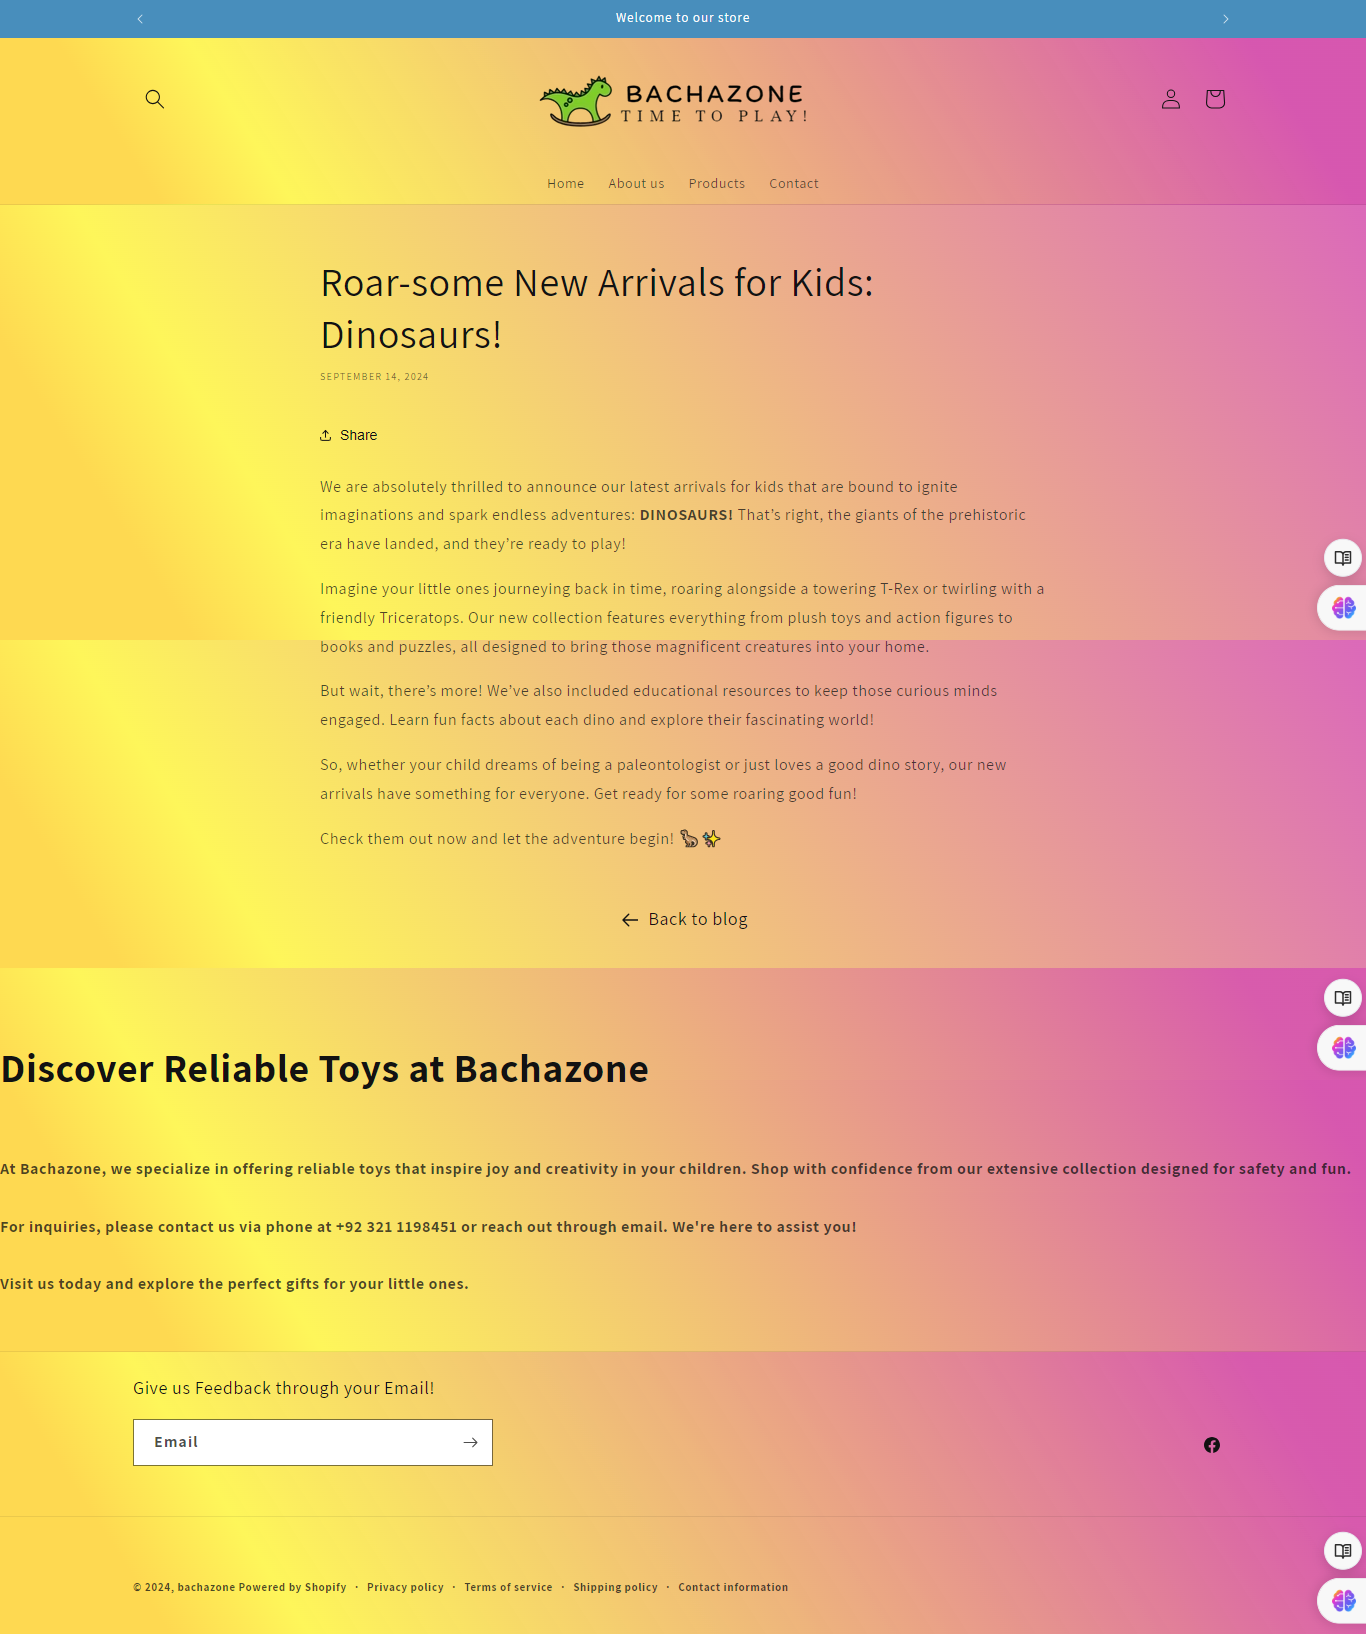 Welcome to our store
BACHAZONE
TIME TO PLAY!
Home About us Products Contact
Roar-some New Arrivals for Kids:
Dinosaurs!
SEPTEMBER 14, 2024
Share
We are absolutely thrilled to announce our latest arrivals for kids that are bound to ignite
imaginations and spark endless adventures: DINOSAURS! That’s right, the giants of the prehistoric
era have landed, and they’re ready to play!
Imagine your little ones journeying back in time, roaring alongside a towering T-Rex or twirling with a
friendly Triceratops. Our new collection features everything from plush toys and action figures to
books and puzzles, all designed to bring those magnificent creatures into your home.
But wait, there’s more! We’ve also included educational resources to keep those curious minds
engaged. Learn fun facts about each dino and explore their fascinating world!
So, whether your child dreams of being a paleontologist or just loves a good dino story, our new
arrivals have something for everyone. Get ready for some roaring good fun!
Check them out now and let the adventure begin! 🦕✨
Back to blog
Discover Reliable Toys at Bachazone
At Bachazone, we specialize in offering reliable toys that inspire joy and creativity in your children. Shop with confidence from our extensive collection designed for safety and fun.
For inquiries, please contact us via phone at +92 321 1198451 or reach out through email. We're here to assist you!
Visit us today and explore the perfect gifts for your little ones.
Give us Feedback through your Email!
Email
© 2024, bachazone Powered by Shopify · Privacy policy · Terms of service · Shipping policy · Contact information